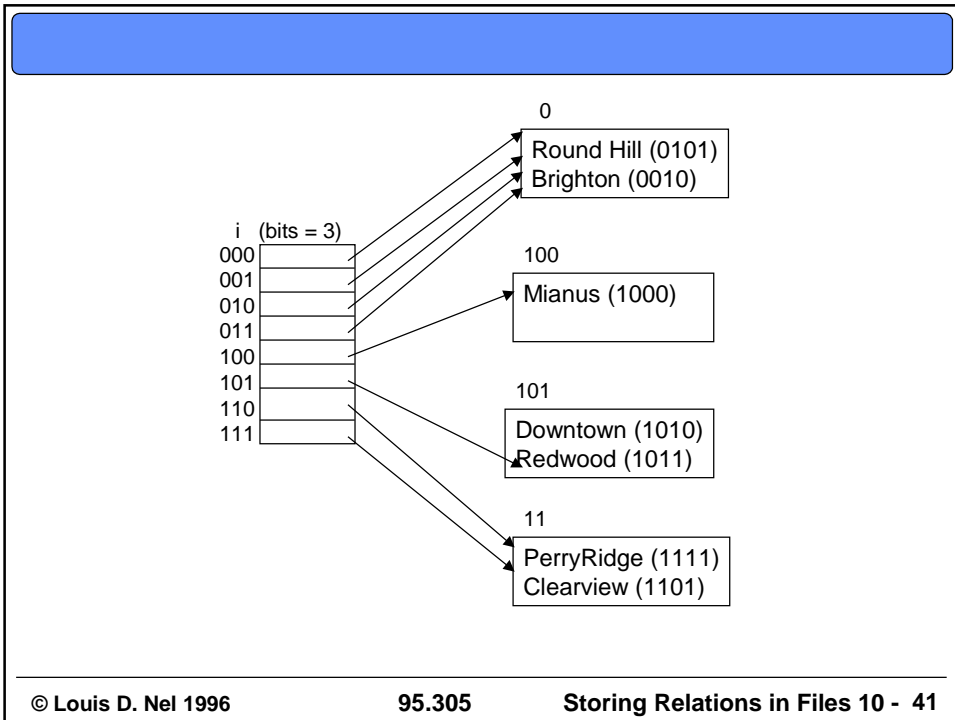 0
Round Hill (0101)
Brighton (0010)
i (bits = 3)
000
001
010
011
100
101
110
111
100
Mianus (1000)
101
Downtown (1010)
Redwood (1011)
11
PerryRidge (1111)
Clearview (1101)
© Louis D. Nel 1996 95.305 Storing Relations in Files 10 - 41